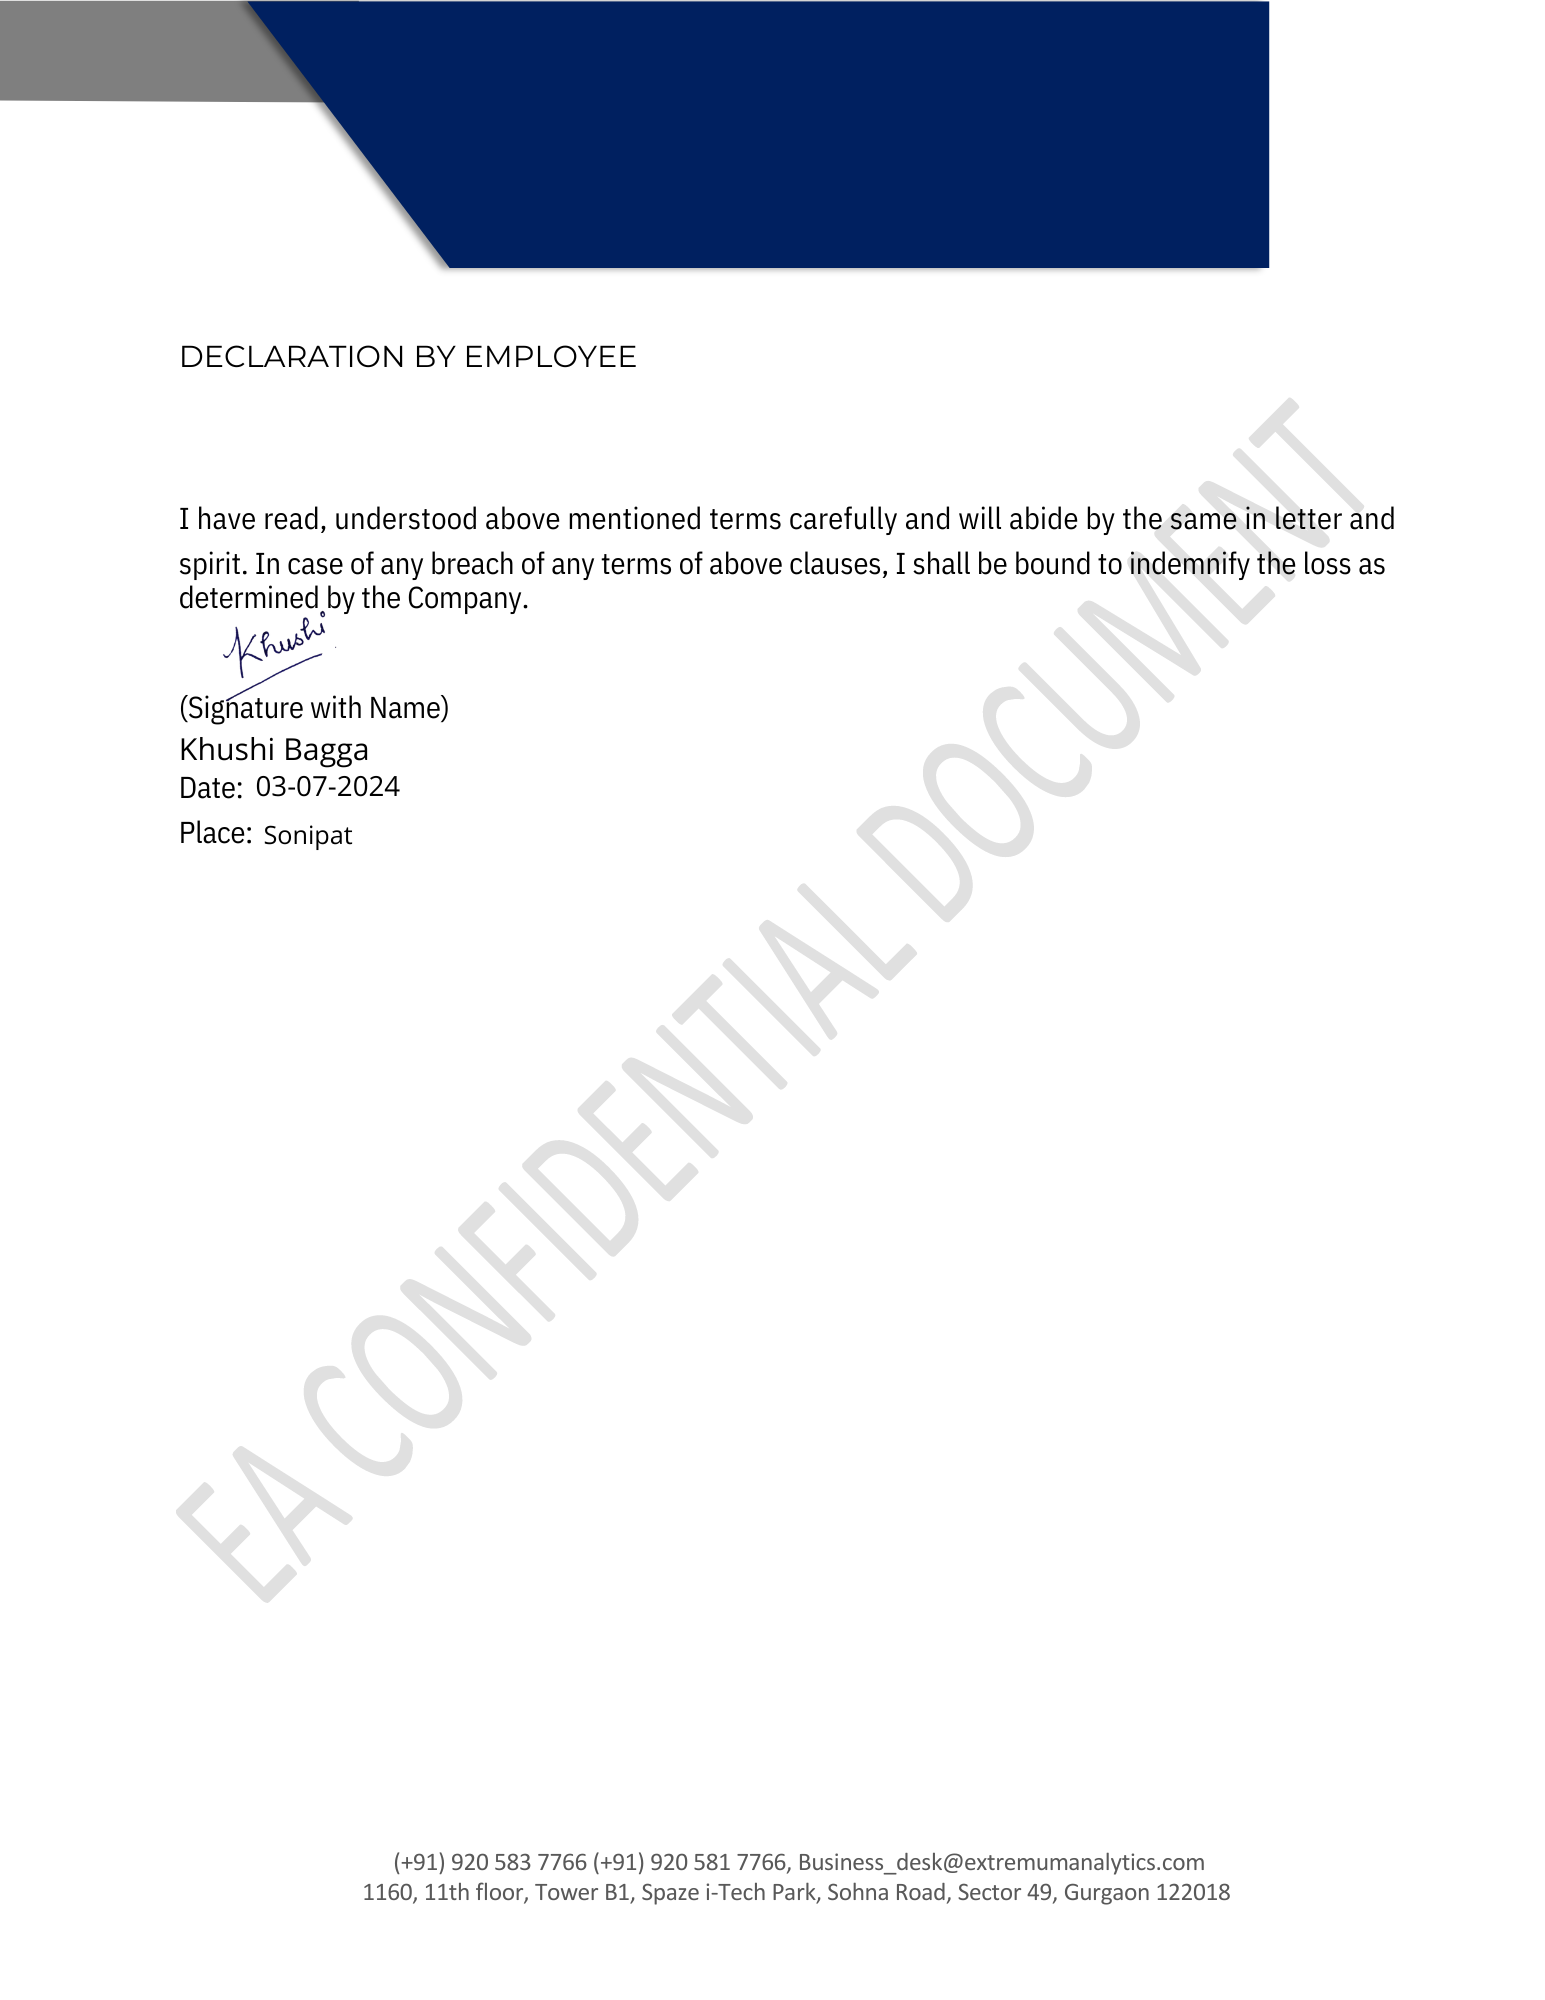 DECLARATION BY EMPLOYEE
I have read, understood above mentioned terms carefully and will abide by the same in letter and
spirit. In case of any breach of any terms of above clauses, I shall be bound to indemnify the loss as
determined by the Company.
Khushi
(Signature with Name)
Khushi Bagga
Date: 03-07-2024
Place: Sonipat
EA CONFIDENTIAL DOCUMENT
(+91) 920 583 7766 (+91) 920 581 7766, Business_desk@extremumanalytics.com
1160, 11th floor, Tower B1, Spaze i-Tech Park, Sohna Road, Sector 49, Gurgaon 122018